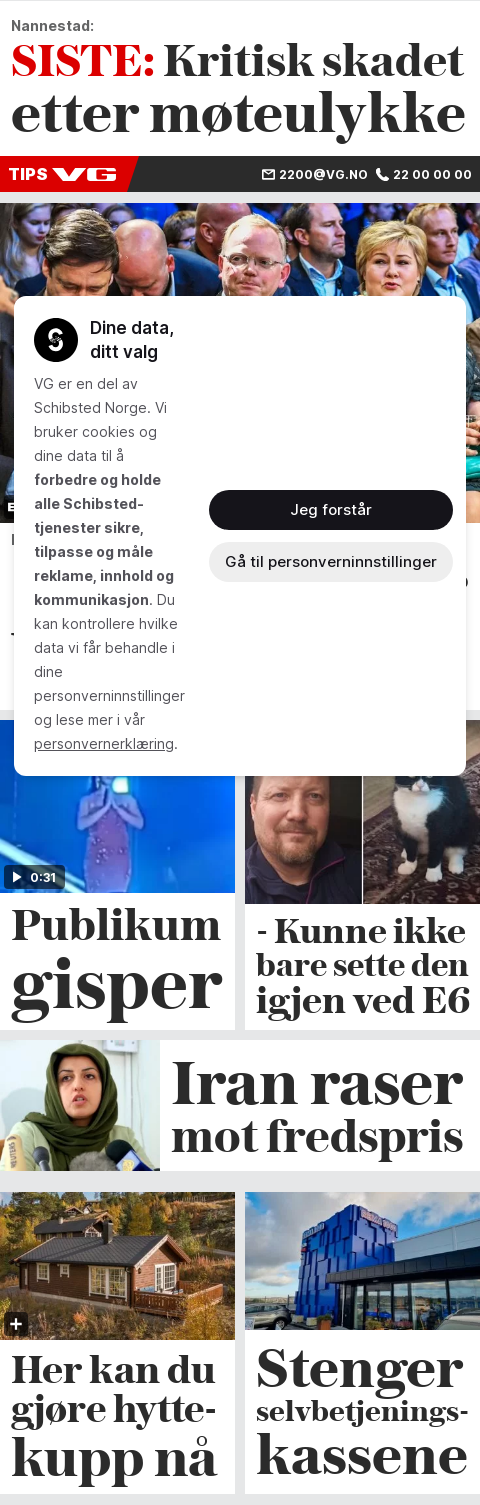 Nannestad:
SISTE: Kritisk skadet
etter møteulykke
TIPS VG
2200@VG.NO 22 00 00 00
Dine data,
ditt valg
VG er en del av
Schibsted Norge. Vi
bruker cookies og
dine data til å
forbedre og holde
alle Schibsted-
tjenester sikre,
tilpasse og måle
reklame, innhold og
kommunikasjon. Du
kan kontrollere hvilke
data vi får behandle i
dine
personverninnstillinger
og lese mer i vår
personvernerklæring.
Jeg forstår
Gå til personverninnstillinger
0:31
Publikum
gisper
- Kunne ikke
bare sette den
igjen ved E6
Iran raser
mot fredspris
Her kan du
gjøre hytte-
kupp nå
Stenger
selvbetjenings-
kassene